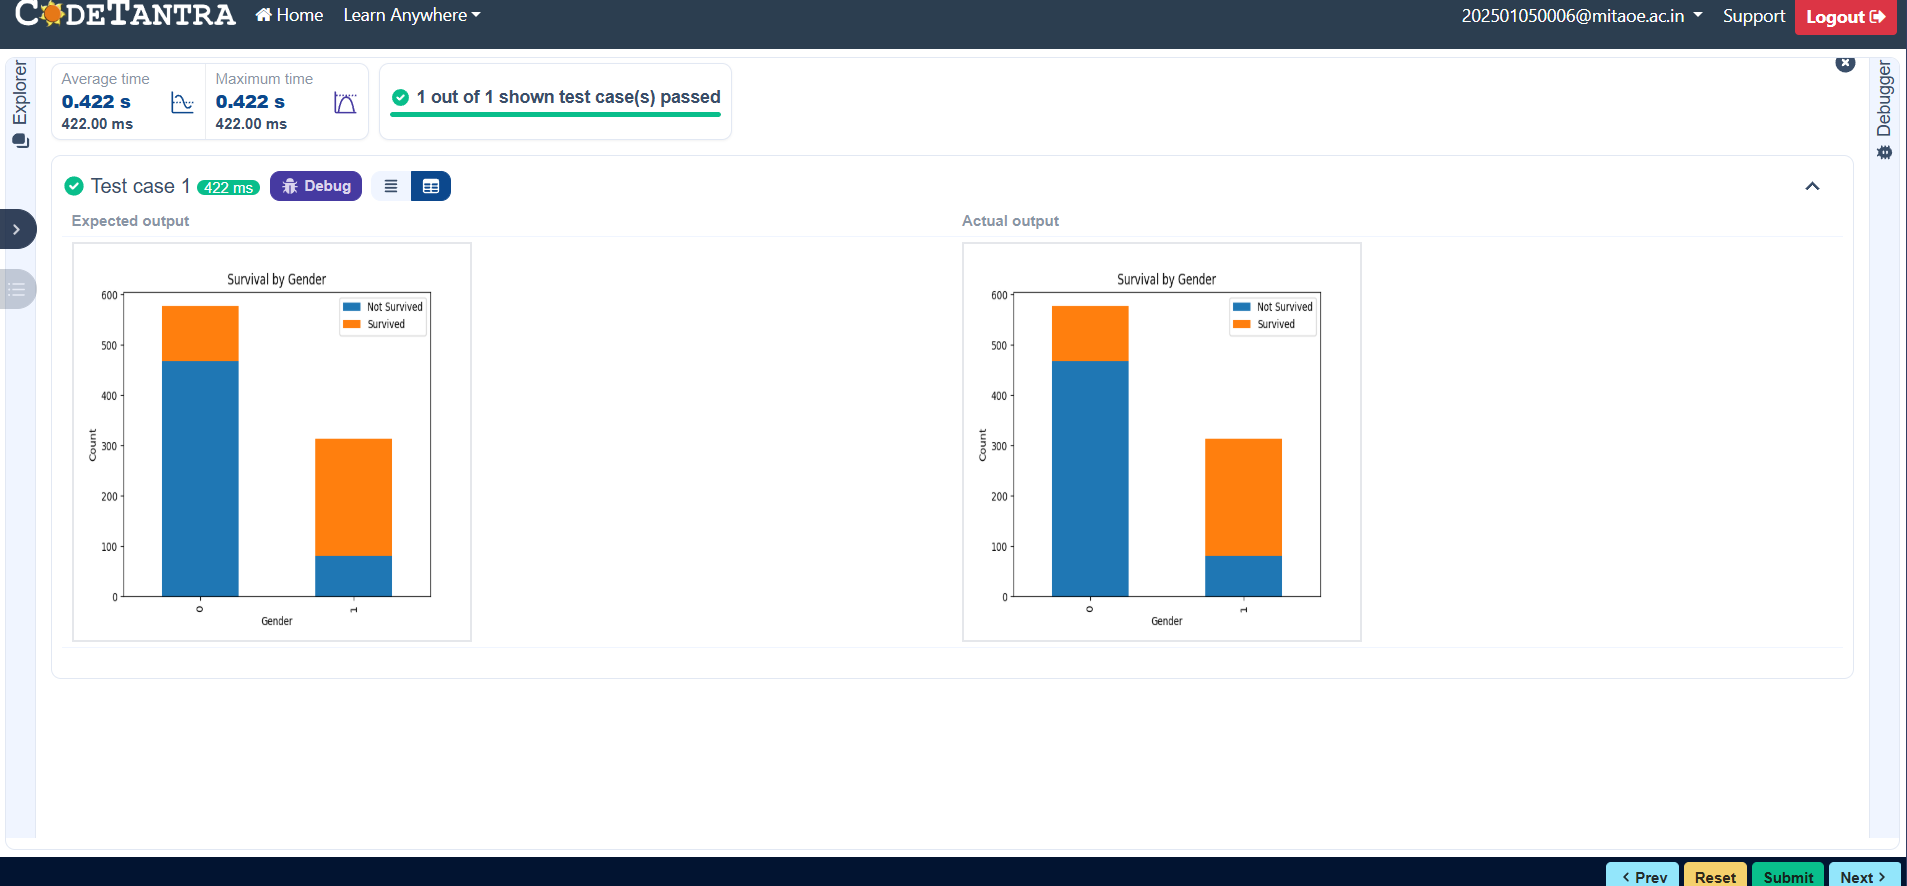 CODETANTRA Home Learn Anywhere 202501050006@mitaoe.ac.in Support Logout
Explorer
Debugger
Average time Maximum time
0.422 s 0.422 s
422.00 ms 422.00 ms
1 out of 1 shown test case(s) passed
Test case 1 422 ms Debug
Expected output Actual output
Survival by Gender
Not Survived
Survived
600
500
400
300
200
100
0
Count
0 1
Gender
Survival by Gender
Not Survived
Survived
600
500
400
300
200
100
0
Count
0 1
Gender
Prev Reset Submit Next